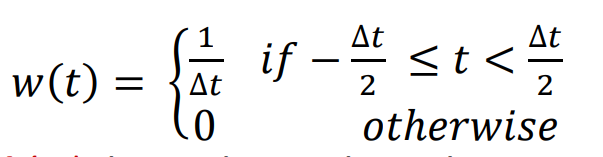 w(t) = { 1/Δt if − Δt/2 ≤ t < Δt/2
0 otherwise